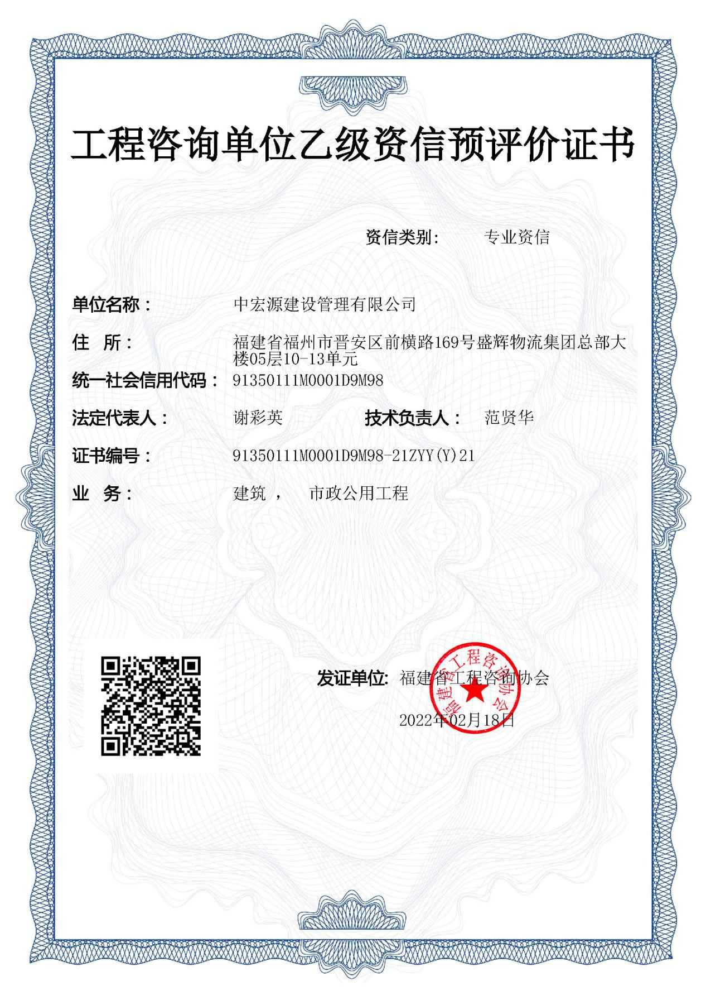 工程咨询单位乙级资信预评价证书
资信类别: 专业资信
单位名称: 中宏源建设管理有限公司
住 所: 福建省福州市晋安区前横路169号盛辉物流集团总部大
楼05层10-13单元
统一社会信用代码: 91350111M0001D9M98
法定代表人: 谢彩英 技术负责人: 范贤华
证书编号: 91350111M0001D9M98-21ZYY(Y)21
业 务: 建筑 , 市政公用工程
福建省工程咨询协会
发证单位: 福建省工程咨询协会
2022年02月18日